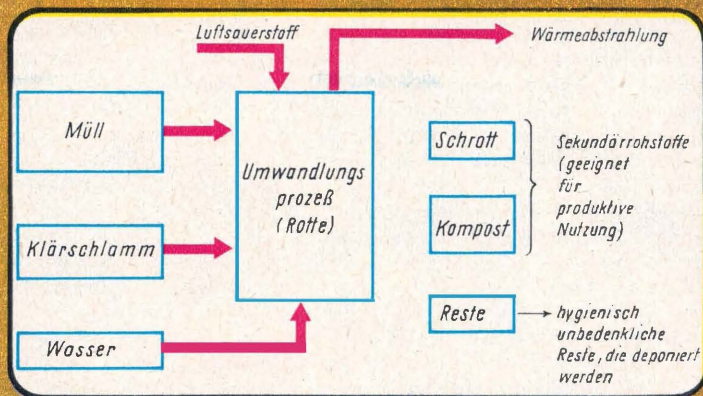 Luftsauerstoff
Wärmeabstrahlung
Müll
Klärschlamm
Wasser
Umwandlungs
prozeß
(Rotte)
Schrott
Kompost
Sekundärrohstoffe
(geeignet
für
produktive
Nutzung)
Reste
hygienisch
unbedenkliche
Reste, die deponiert
werden